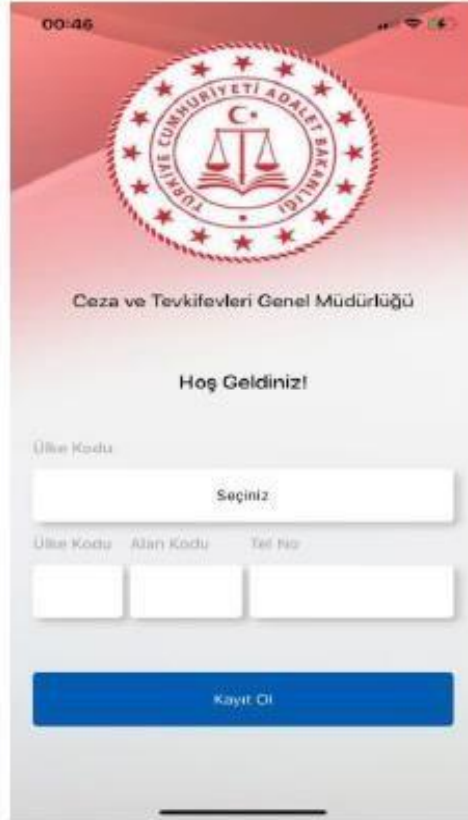 00:46
TÜRKİYE CUMHURİYETİ ADALET BAKANLIĞI
Ceza ve Tevkifevleri Genel Müdürlüğü
Hoş Geldiniz!
Ülke Kodu
Seçiniz
Ülke Kodu Alan Kodu Tel No
Kayıt Ol